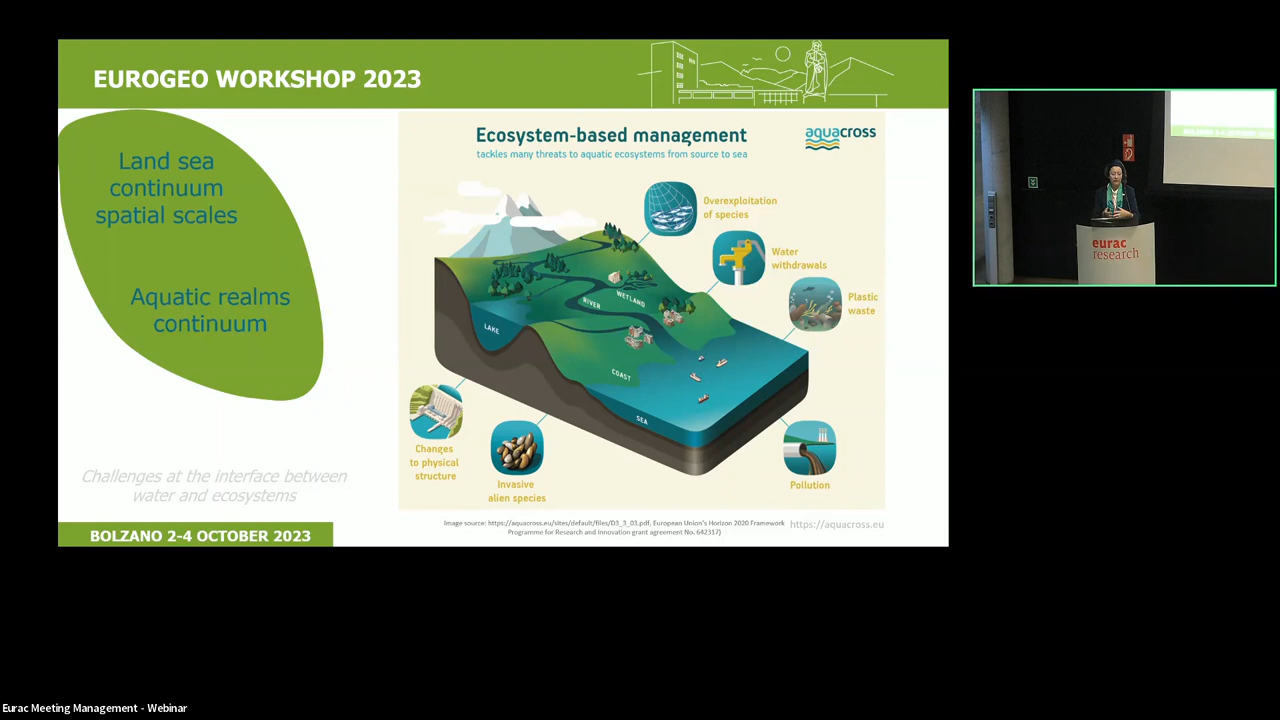 EUROGEO WORKSHOP 2023
Land sea
continuum
spatial scales
Aquatic realms
continuum
Challenges at the interface between
water and ecosystems
BOLZANO 2-4 OCTOBER 2023
Ecosystem-based management
tackles many threats to aquatic ecosystems from source to sea
aquacross
Overexploitation
of species
Water
withdrawals
Plastic
waste
WETLAND
RIVER
LAKE
COAST
SEA
Changes
to physical
structure
Invasive
alien species
Pollution
Image source: https://aquacross.eu/sites/default/files/D3_3_03.pdf, European Union's Horizon 2020 Framework
Programme for Research and Innovation grant agreement No. 642317)
https://aquacross.eu
eurac
research
Eurac Meeting Management - Webinar